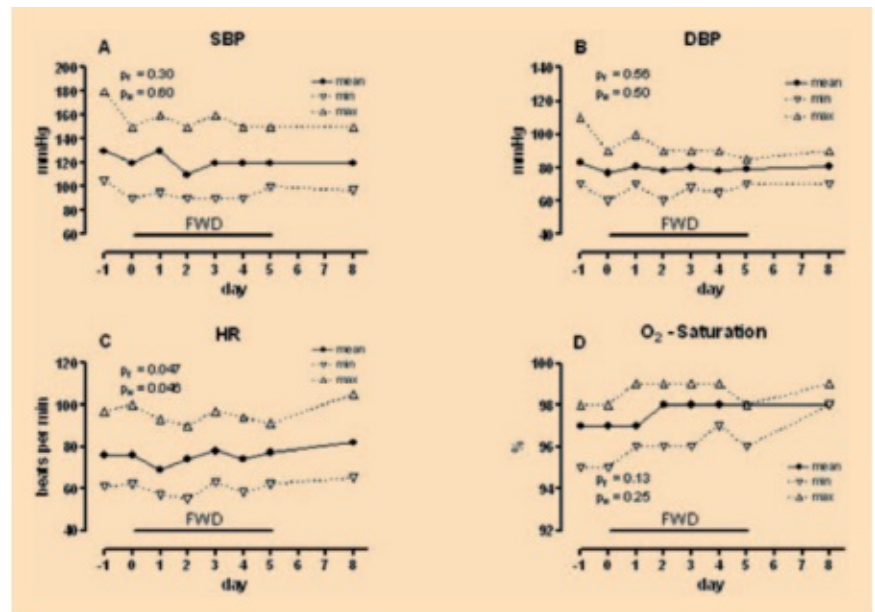 A SBP
200
180
160
140
120
100
80
60
mmHg
pF = 0.30
pw = 0.60
mean
min
max
FWD
-1 0 1 2 3 4 5 6 7 8
day
B DBP
140
120
100
80
60
40
mmHg
pF = 0.56
pw = 0.50
mean
min
max
FWD
-1 0 1 2 3 4 5 6 7 8
day
C HR
120
100
80
60
40
beats per min
pF = 0.047
pw = 0.046
mean
min
max
FWD
-1 0 1 2 3 4 5 6 7 8
day
D O₂ -Saturation
100
98
96
94
92
%
mean
min
max
pF = 0.13
pw = 0.25
FWD
-1 0 1 2 3 4 5 6 7 8
day